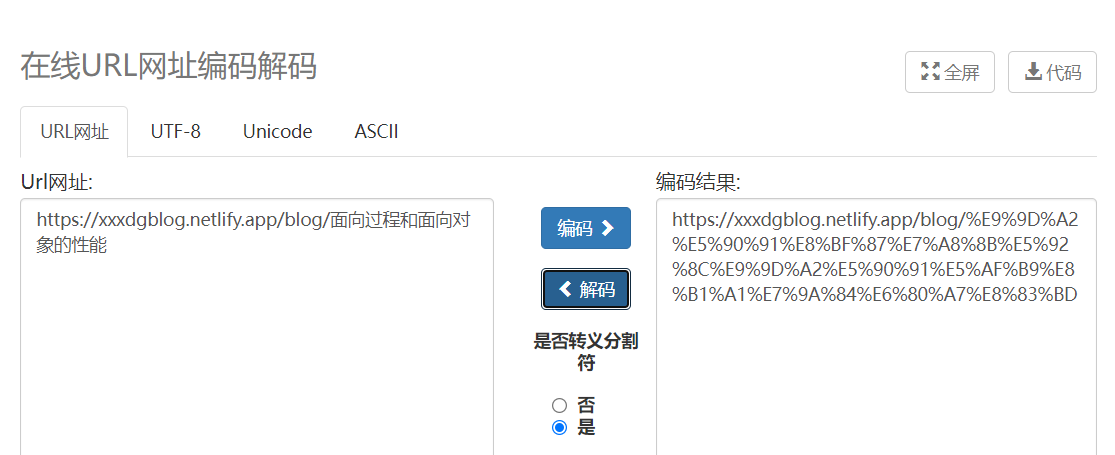 在线URL网址编码解码
全屏
代码
URL网址
UTF-8
Unicode
ASCII
Url网址:
https://xxxdgblog.netlify.app/blog/面向过程和面向对
象的性能
编码
解码
是否转义分割
符
否
是
编码结果:
https://xxxdgblog.netlify.app/blog/%E9%9D%A2
%E5%90%91%E8%BF%87%E7%A8%8B%E5%92
%8C%E9%9D%A2%E5%90%91%E5%AF%B9%E8
%B1%A1%E7%9A%84%E6%80%A7%E8%83%BD